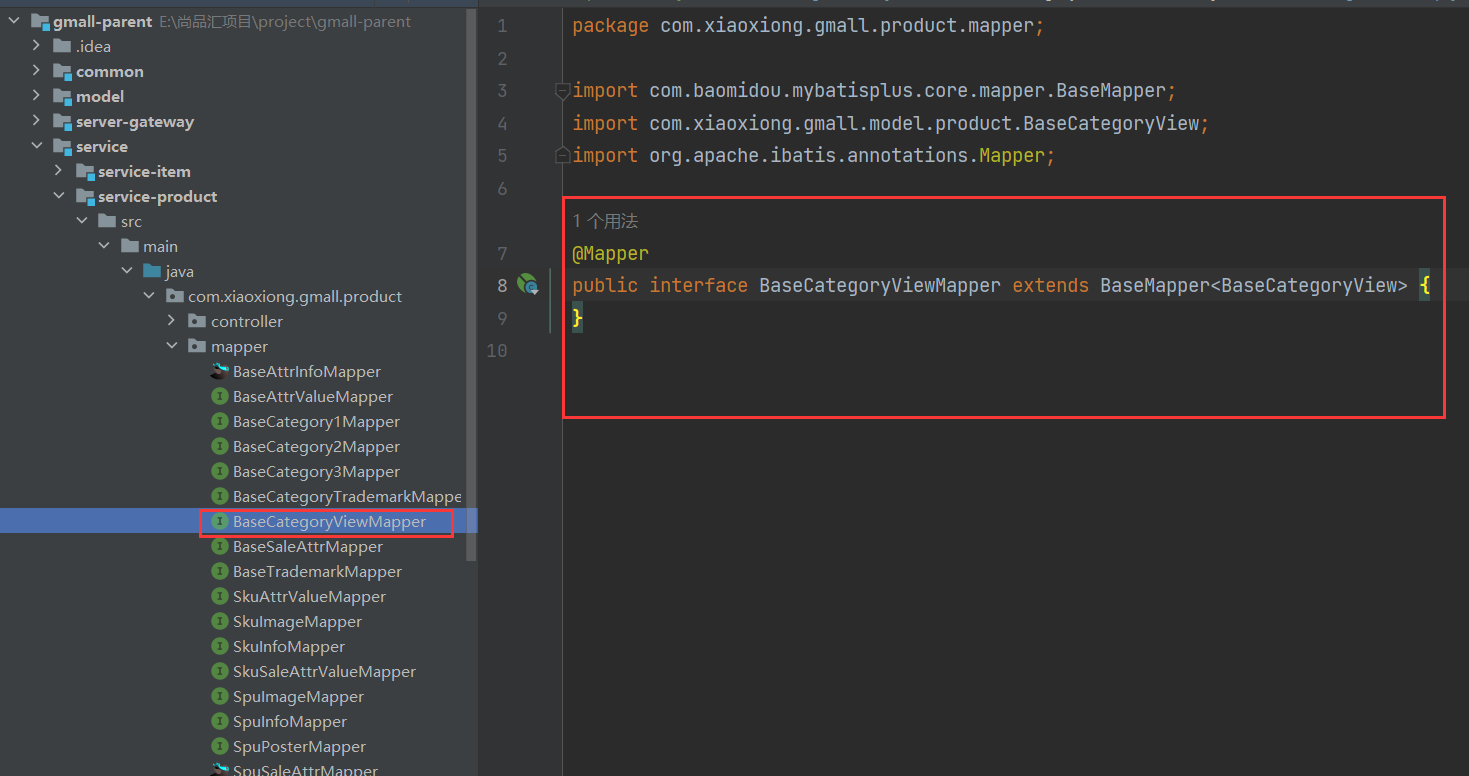 gmall-parent E:\尚品汇项目\project\gmall-parent
.idea
common
model
server-gateway
service
service-item
service-product
src
main
java
com.xiaoxiong.gmall.product
controller
mapper
BaseAttrInfoMapper
BaseAttrValueMapper
BaseCategory1Mapper
BaseCategory2Mapper
BaseCategory3Mapper
BaseCategoryTrademarkMappe
BaseCategoryViewMapper
BaseSaleAttrMapper
BaseTrademarkMapper
SkuAttrValueMapper
SkuImageMapper
SkuInfoMapper
SkuSaleAttrValueMapper
SpuImageMapper
SpuInfoMapper
SpuPosterMapper
SpuSaleAttrMapper
1 package com.xiaoxiong.gmall.product.mapper;
2
3 import com.baomidou.mybatisplus.core.mapper.BaseMapper;
4 import com.xiaoxiong.gmall.model.product.BaseCategoryView;
5 import org.apache.ibatis.annotations.Mapper;
6
1 个用法
7 @Mapper
8 public interface BaseCategoryViewMapper extends BaseMapper<BaseCategoryView> {
9 }
10